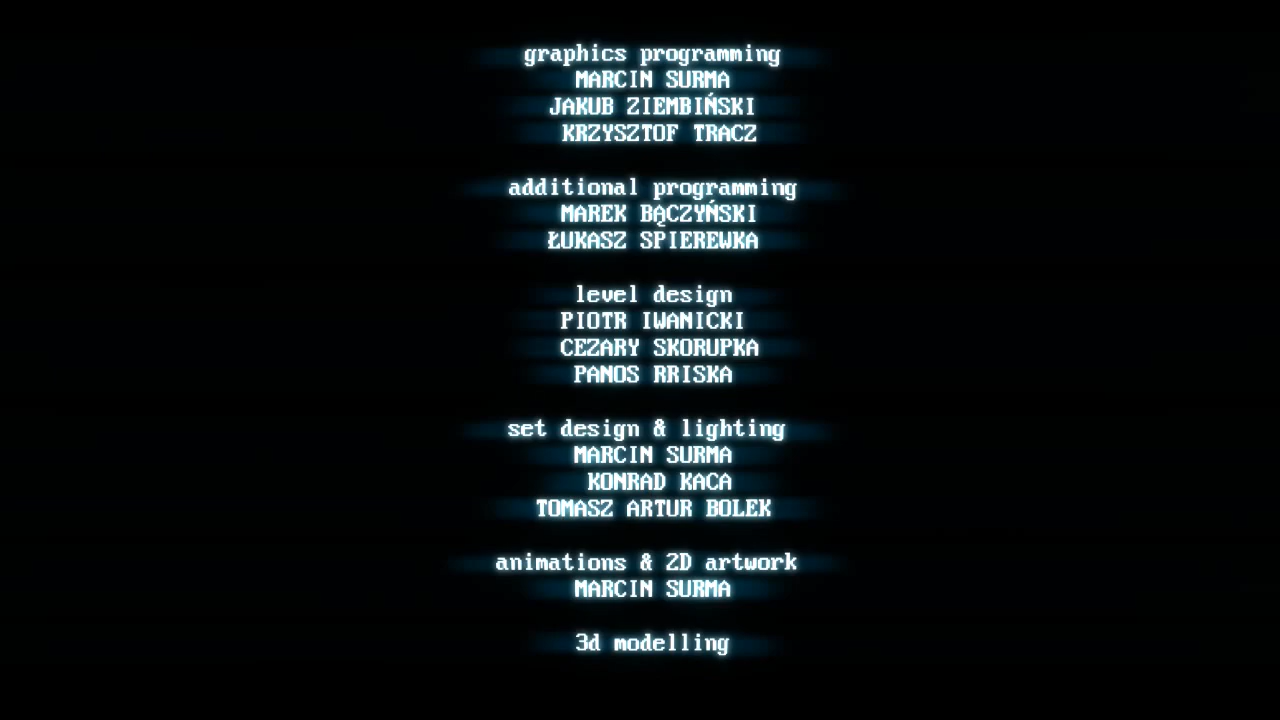 graphics programming
MARCIN SURMA
JAKUB ZIEMBIŃSKI
KRZYSZTOF TRACZ
additional programming
MAREK BĄCZYŃSKI
ŁUKASZ SPIEREWKA
level design
PIOTR IWANICKI
CEZARY SKORUPKA
PANOS RRISKA
set design & lighting
MARCIN SURMA
KONRAD KACA
TOMASZ ARTUR BOLEK
animations & 2D artwork
MARCIN SURMA
3d modelling